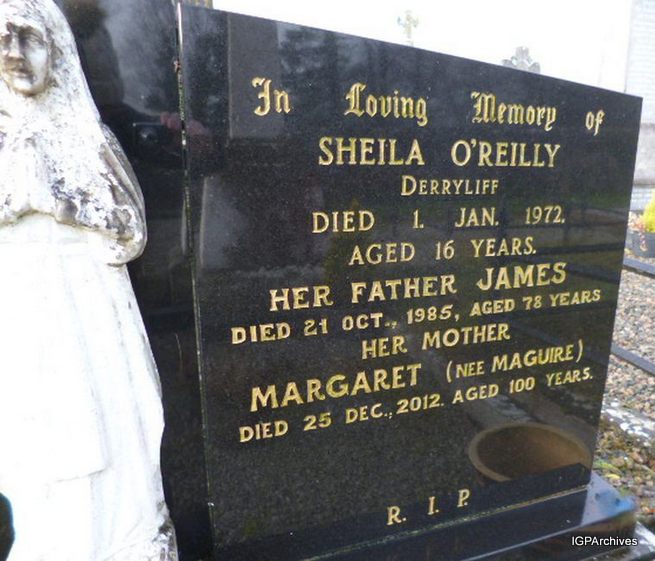 In Loving Memory of
SHEILA O'REILLY
DERRYLIFF
DIED 1. JAN. 1972.
AGED 16 YEARS.
HER FATHER JAMES
DIED 21 OCT., 1985, AGED 78 YEARS
HER MOTHER
MARGARET (NEE MAGUIRE)
DIED 25 DEC., 2012. AGED 100 YEARS.
R. I. P.
IGPArchives